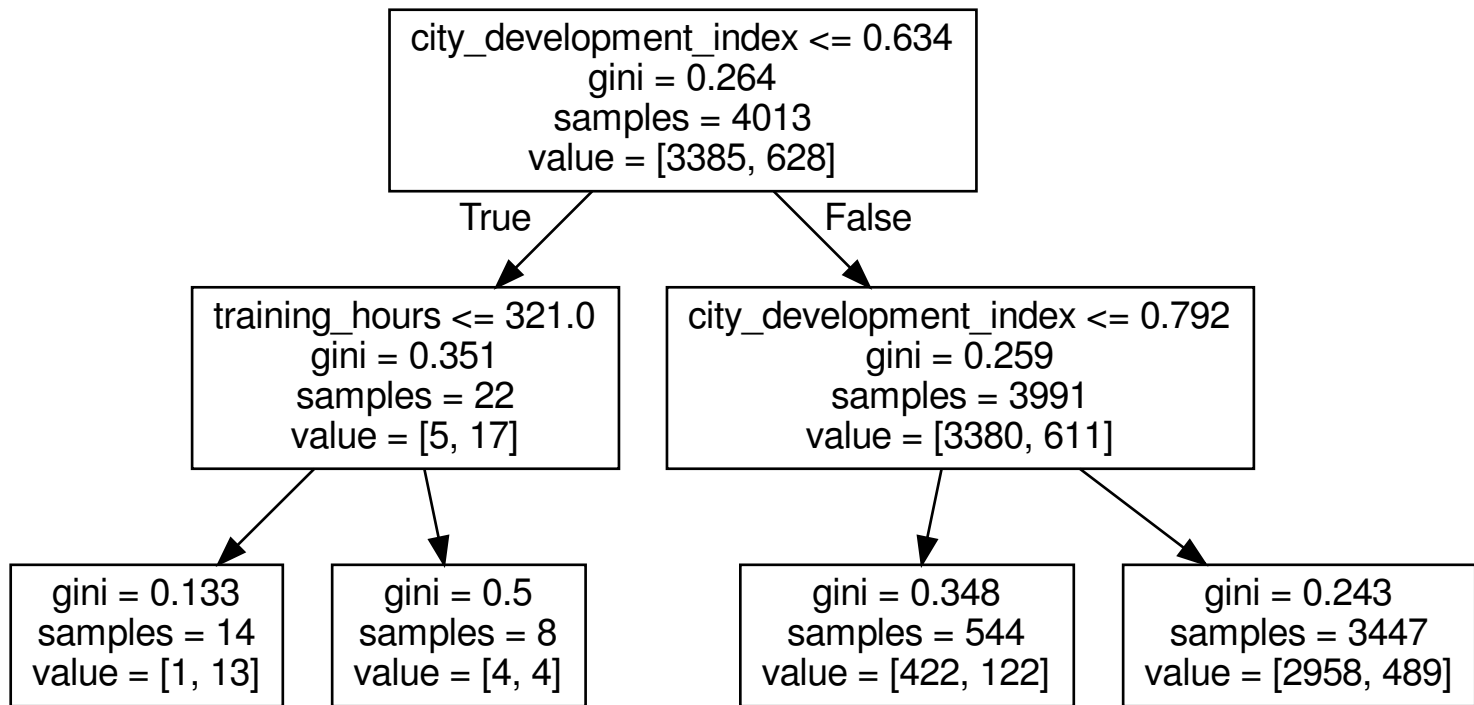 city_development_index <= 0.634
gini = 0.264
samples = 4013
value = [3385, 628]
True
False
training_hours <= 321.0
gini = 0.351
samples = 22
value = [5, 17]
city_development_index <= 0.792
gini = 0.259
samples = 3991
value = [3380, 611]
gini = 0.133
samples = 14
value = [1, 13]
gini = 0.5
samples = 8
value = [4, 4]
gini = 0.348
samples = 544
value = [422, 122]
gini = 0.243
samples = 3447
value = [2958, 489]